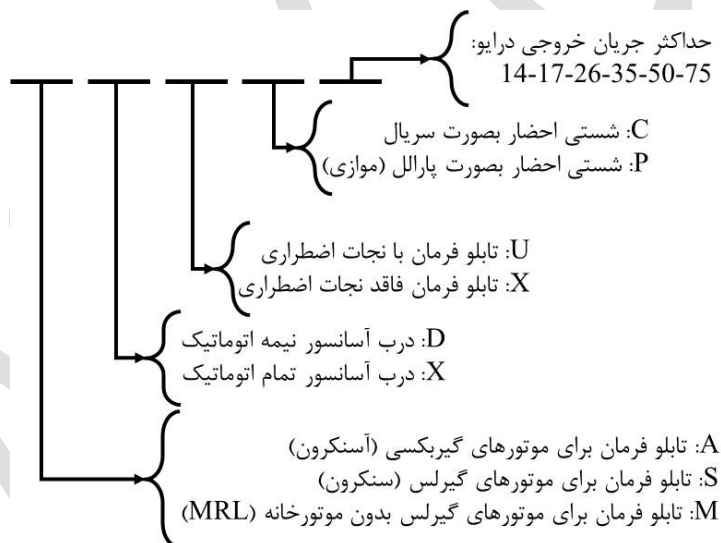 حداکثر جریان خروجی درایو:
14-17-26-35-50-75
C: شستی احضار بصورت سریال
P: شستی احضار بصورت پارالل (موازی)
U: تابلو فرمان با نجات اضطراری
X: تابلو فرمان فاقد نجات اضطراری
D: درب آسانسور نیمه اتوماتیک
X: درب آسانسور تمام اتوماتیک
A: تابلو فرمان برای موتورهای گیربکسی (آسنکرون)
S: تابلو فرمان برای موتورهای گیرلس (سنکرون)
M: تابلو فرمان برای موتورهای گیرلس بدون موتورخانه (MRL)